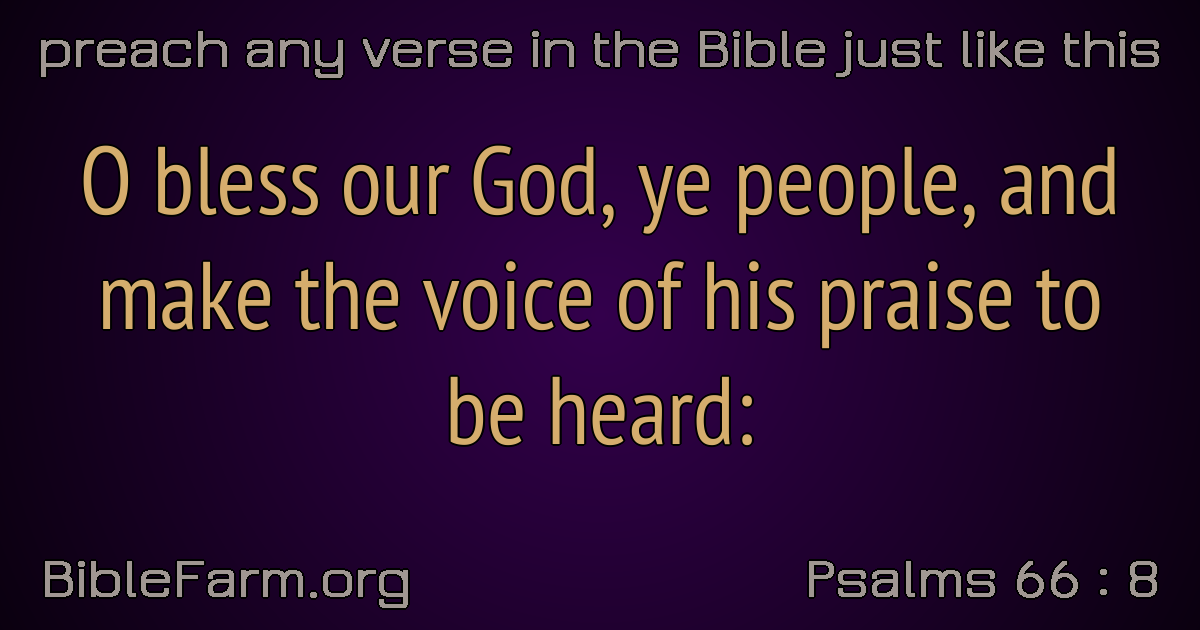 preach any verse in the Bible just like this
O bless our God, ye people, and
make the voice of his praise to
be heard:
BibleFarm.org
Psalms 66 : 8